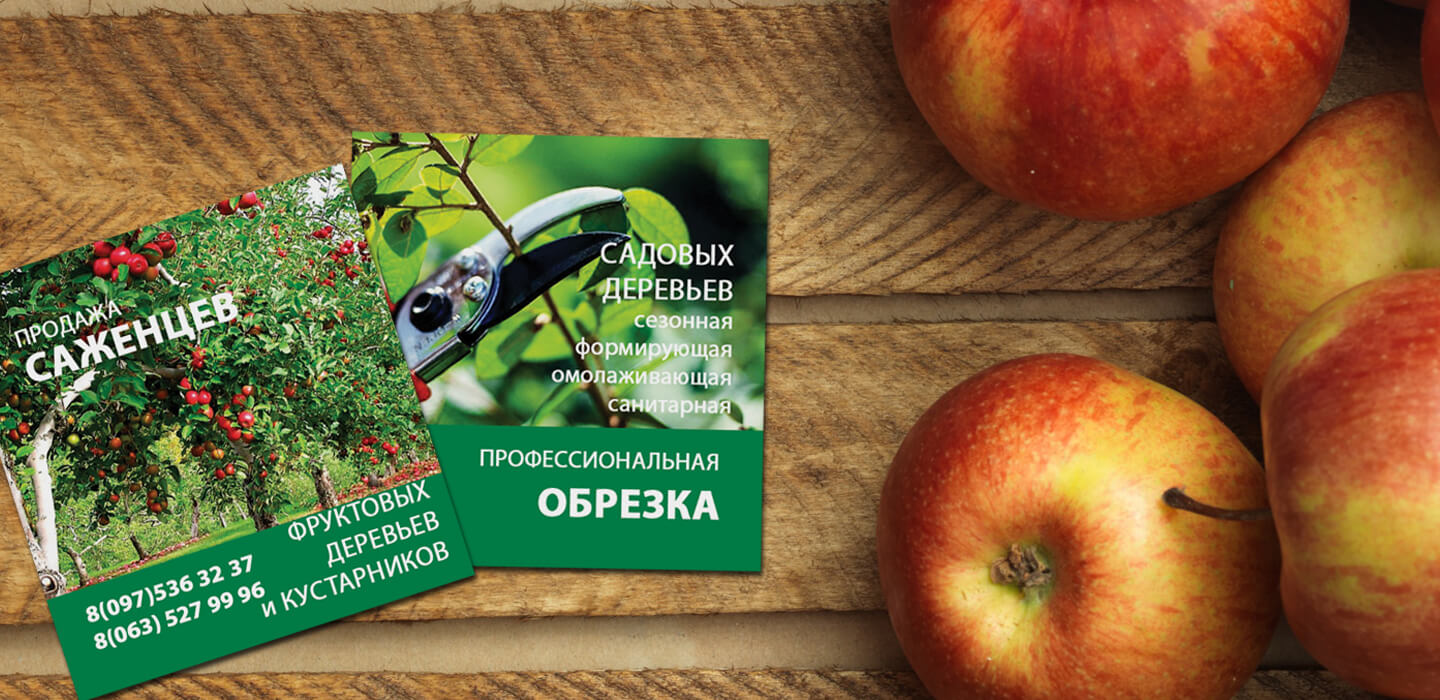 ПРОДАЖА
САЖЕНЦЕВ
ФРУКТОВЫХ
ДЕРЕВЬЕВ
и КУСТАРНИКОВ
8(097)536 32 37
8(063) 527 99 96
САДОВЫХ
ДЕРЕВЬЕВ
сезонная
формирующая
омолаживающая
санитарная
ПРОФЕССИОНАЛЬНАЯ
ОБРЕЗКА